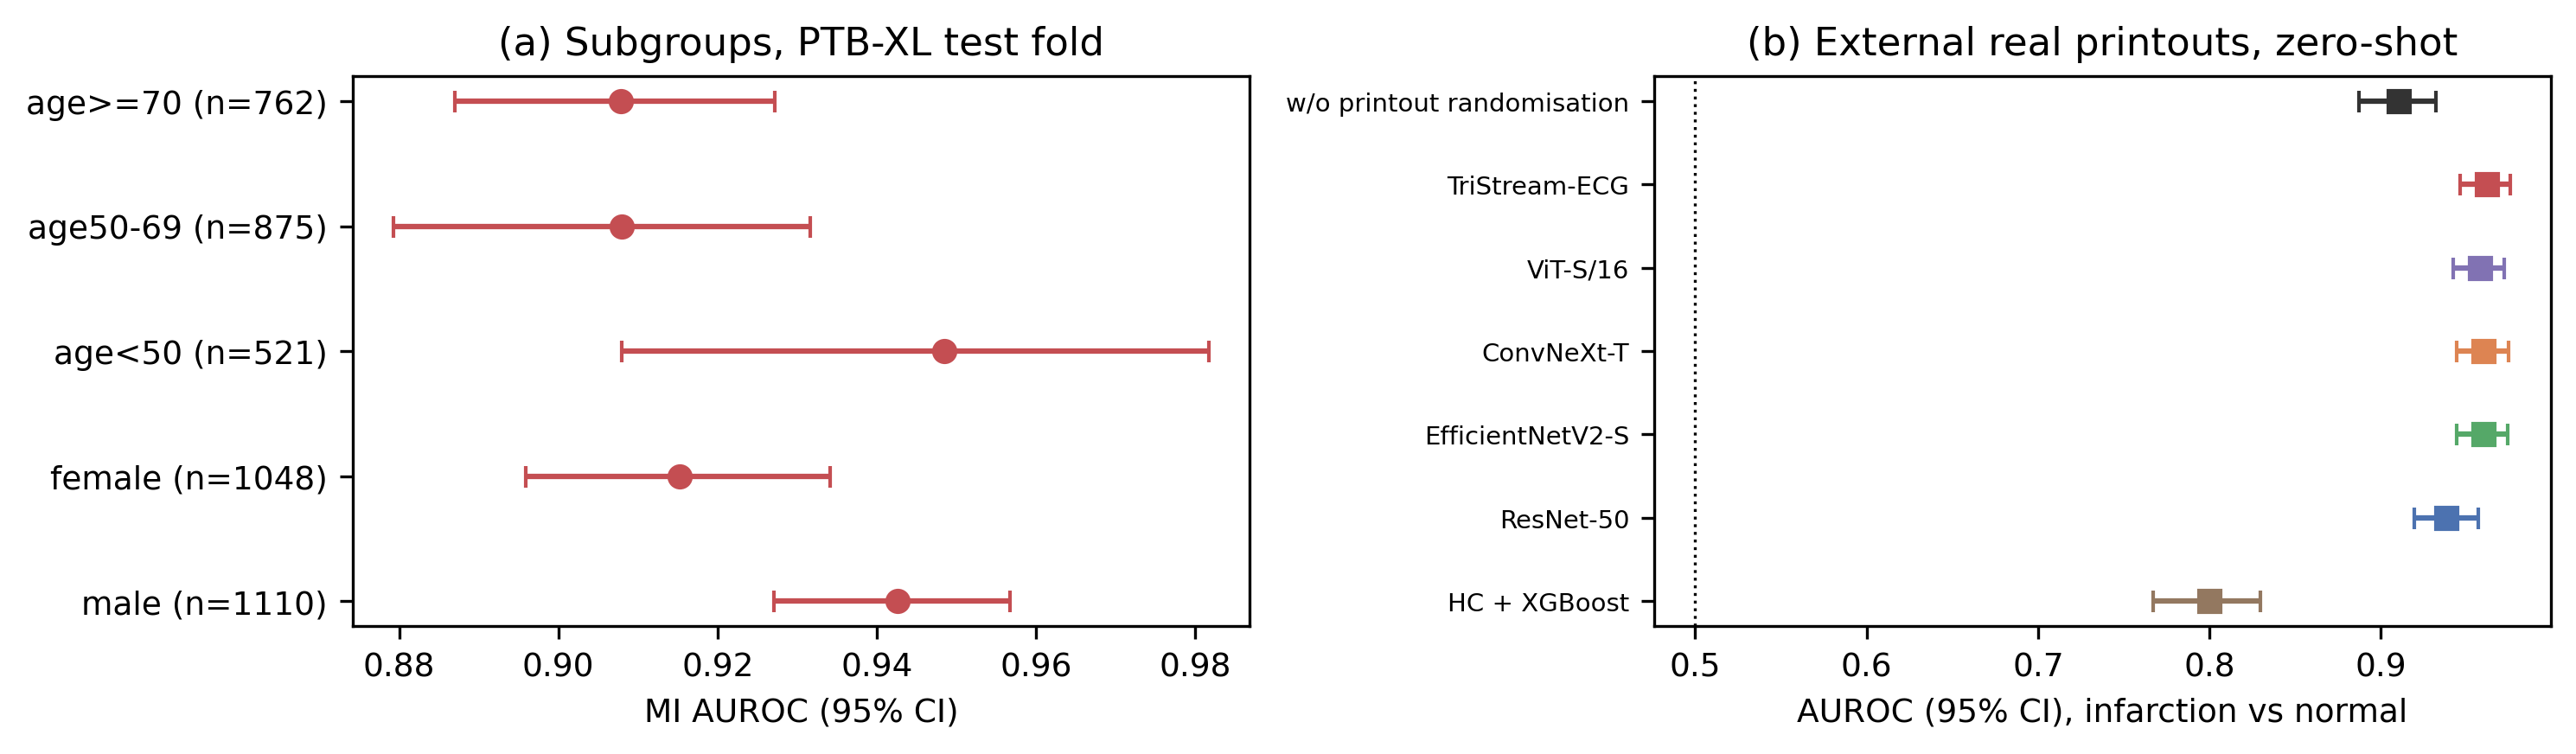 (a) Subgroups, PTB-XL test fold
age>=70 (n=762)
age50-69 (n=875)
age<50 (n=521)
female (n=1048)
male (n=1110)
0.88 0.90 0.92 0.94 0.96 0.98
MI AUROC (95% CI)
(b) External real printouts, zero-shot
w/o printout randomisation
TriStream-ECG
ViT-S/16
ConvNeXt-T
EfficientNetV2-S
ResNet-50
HC + XGBoost
0.5 0.6 0.7 0.8 0.9
AUROC (95% CI), infarction vs normal